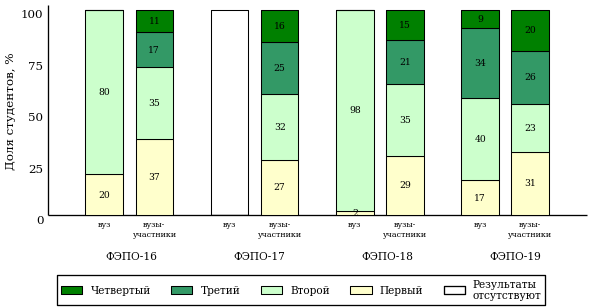 Доля студентов, %
100
75
50
25
0
80
20
11
17
35
37
16
25
32
27
98
2
15
21
35
29
9
34
40
17
20
26
23
31
вуз
вузы-
участники
вуз
вузы-
участники
вуз
вузы-
участники
вуз
вузы-
участники
ФЭПО-16
ФЭПО-17
ФЭПО-18
ФЭПО-19
Четвертый
Третий
Второй
Первый
Результаты
отсутствуют